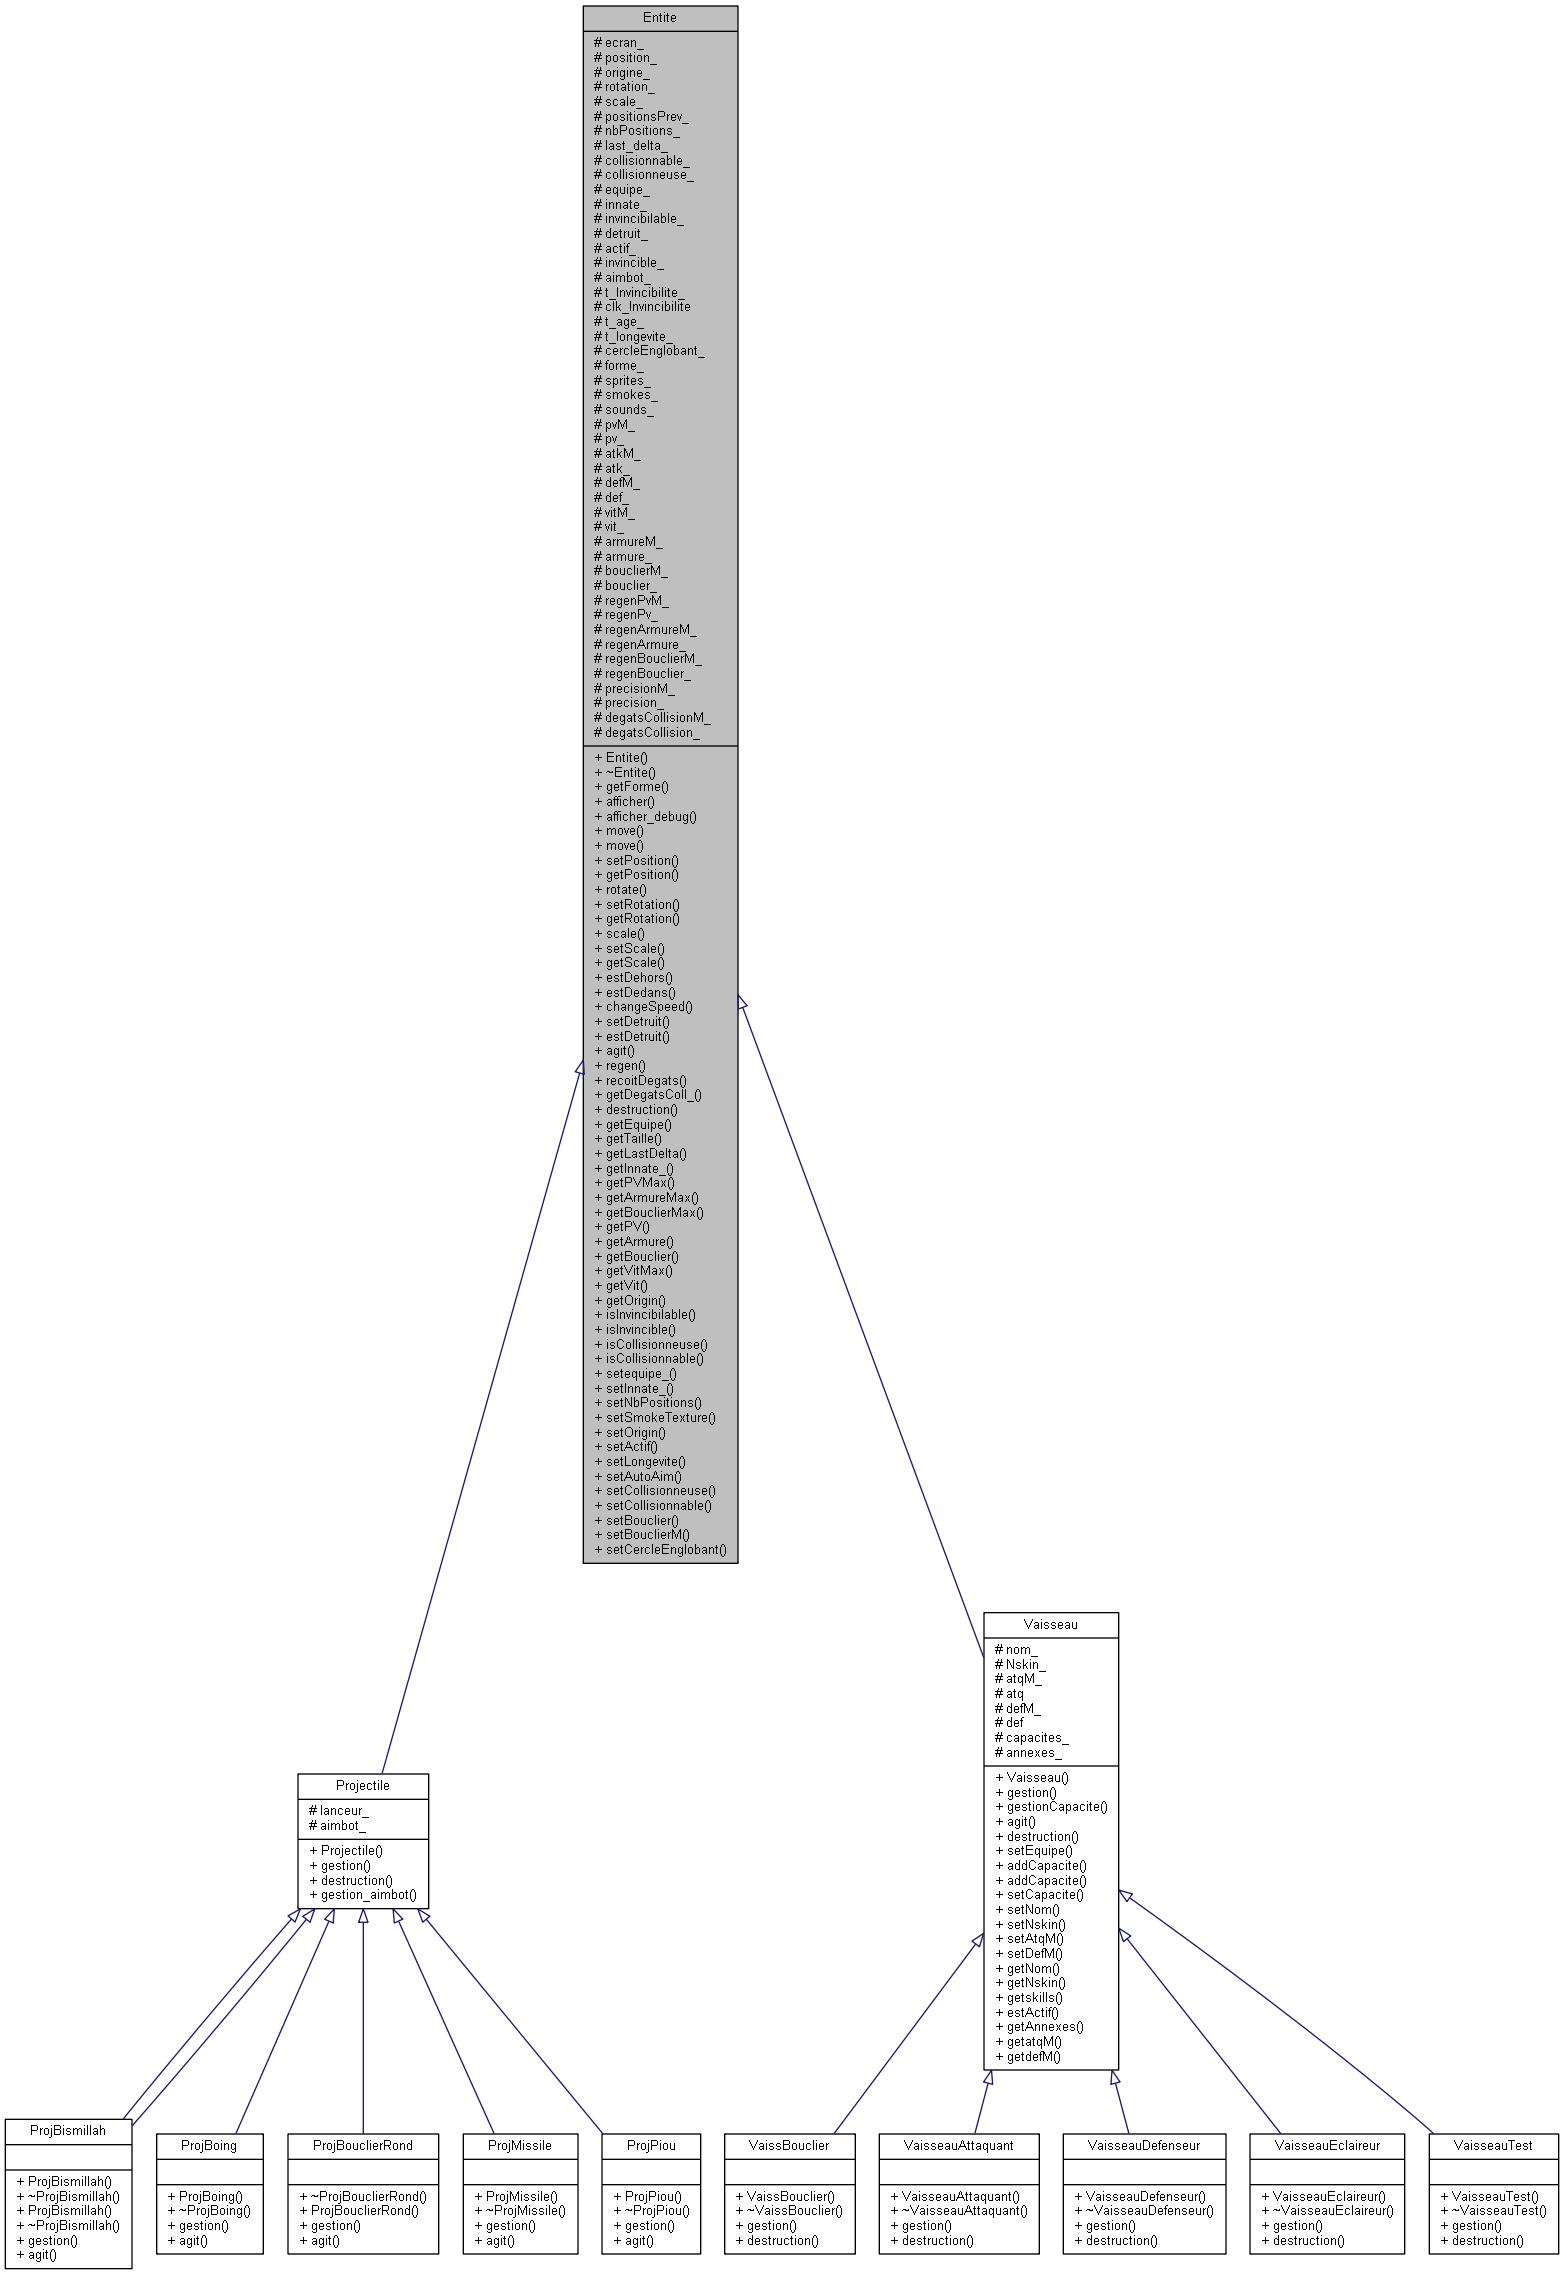 Entite
# ecran_
# position_
# origine_
# rotation_
# scale_
# positionsPrev_
# nbPositions_
# last_delta_
# collisionnable_
# collisionneuse_
# equipe_
# innate_
# invincibilable_
# detruit_
# actif_
# invincible_
# aimbot_
# t_Invincibilite_
# clk_Invincibilite
# t_age_
# t_longevite_
# cercleEnglobant_
# forme_
# sprites_
# smokes_
# sounds_
# pvM_
# pv_
# atkM_
# atk_
# defM_
# def_
# vitM_
# vit_
# armureM_
# armure_
# bouclierM_
# bouclier_
# regenPvM_
# regenPv_
# regenArmureM_
# regenArmure_
# regenBouclierM_
# regenBouclier_
# precisionM_
# precision_
# degatsCollisionM_
# degatsCollision_
+ Entite()
+ ~Entite()
+ getForme()
+ afficher()
+ afficher_debug()
+ move()
+ move()
+ setPosition()
+ getPosition()
+ rotate()
+ setRotation()
+ getRotation()
+ scale()
+ setScale()
+ getScale()
+ estDehors()
+ estDedans()
+ changeSpeed()
+ setDetruit()
+ estDetruit()
+ agit()
+ regen()
+ recoitDegats()
+ getDegatsColl_()
+ destruction()
+ getEquipe()
+ getTaille()
+ getLastDelta()
+ getInnate_()
+ getPVMax()
+ getArmureMax()
+ getBouclierMax()
+ getPV()
+ getArmure()
+ getBouclier()
+ getVitMax()
+ getVit()
+ getOrigin()
+ isInvincibilable()
+ isInvincible()
+ isCollisionneuse()
+ isCollisionnable()
+ setequipe_()
+ setInnate_()
+ setNbPositions()
+ setSmokeTexture()
+ setOrigin()
+ setActif()
+ setLongevite()
+ setAutoAim()
+ setCollisionneuse()
+ setCollisionnable()
+ setBouclier()
+ setBouclierM()
+ setCercleEnglobant()
Projectile
# lanceur_
# aimbot_
+ Projectile()
+ gestion()
+ destruction()
+ gestion_aimbot()
Vaisseau
# nom_
# Nskin_
# atqM_
# atq
# defM_
# def
# capacites_
# annexes_
+ Vaisseau()
+ gestion()
+ gestionCapacite()
+ agit()
+ destruction()
+ setEquipe()
+ addCapacite()
+ addCapacite()
+ setCapacite()
+ setNom()
+ setNskin()
+ setAtqM()
+ setDefM()
+ getNom()
+ getNskin()
+ getskills()
+ estActif()
+ getAnnexes()
+ getatqM()
+ getdefM()
ProjBismillah
+ ProjBismillah()
+ ~ProjBismillah()
+ ProjBismillah()
+ ~ProjBismillah()
+ gestion()
+ agit()
ProjBoing
+ ProjBoing()
+ ~ProjBoing()
+ gestion()
+ agit()
ProjBouclierRond
+ ~ProjBouclierRond()
+ ProjBouclierRond()
+ gestion()
+ agit()
ProjMissile
+ ProjMissile()
+ ~ProjMissile()
+ gestion()
+ agit()
ProjPiou
+ ProjPiou()
+ ~ProjPiou()
+ gestion()
+ agit()
VaissBouclier
+ VaissBouclier()
+ ~VaissBouclier()
+ gestion()
+ destruction()
VaisseauAttaquant
+ VaisseauAttaquant()
+ ~VaisseauAttaquant()
+ gestion()
+ destruction()
VaisseauDefenseur
+ VaisseauDefenseur()
+ ~VaisseauDefenseur()
+ gestion()
+ destruction()
VaisseauEclaireur
+ VaisseauEclaireur()
+ ~VaisseauEclaireur()
+ gestion()
+ destruction()
VaisseauTest
+ VaisseauTest()
+ ~VaisseauTest()
+ gestion()
+ destruction()